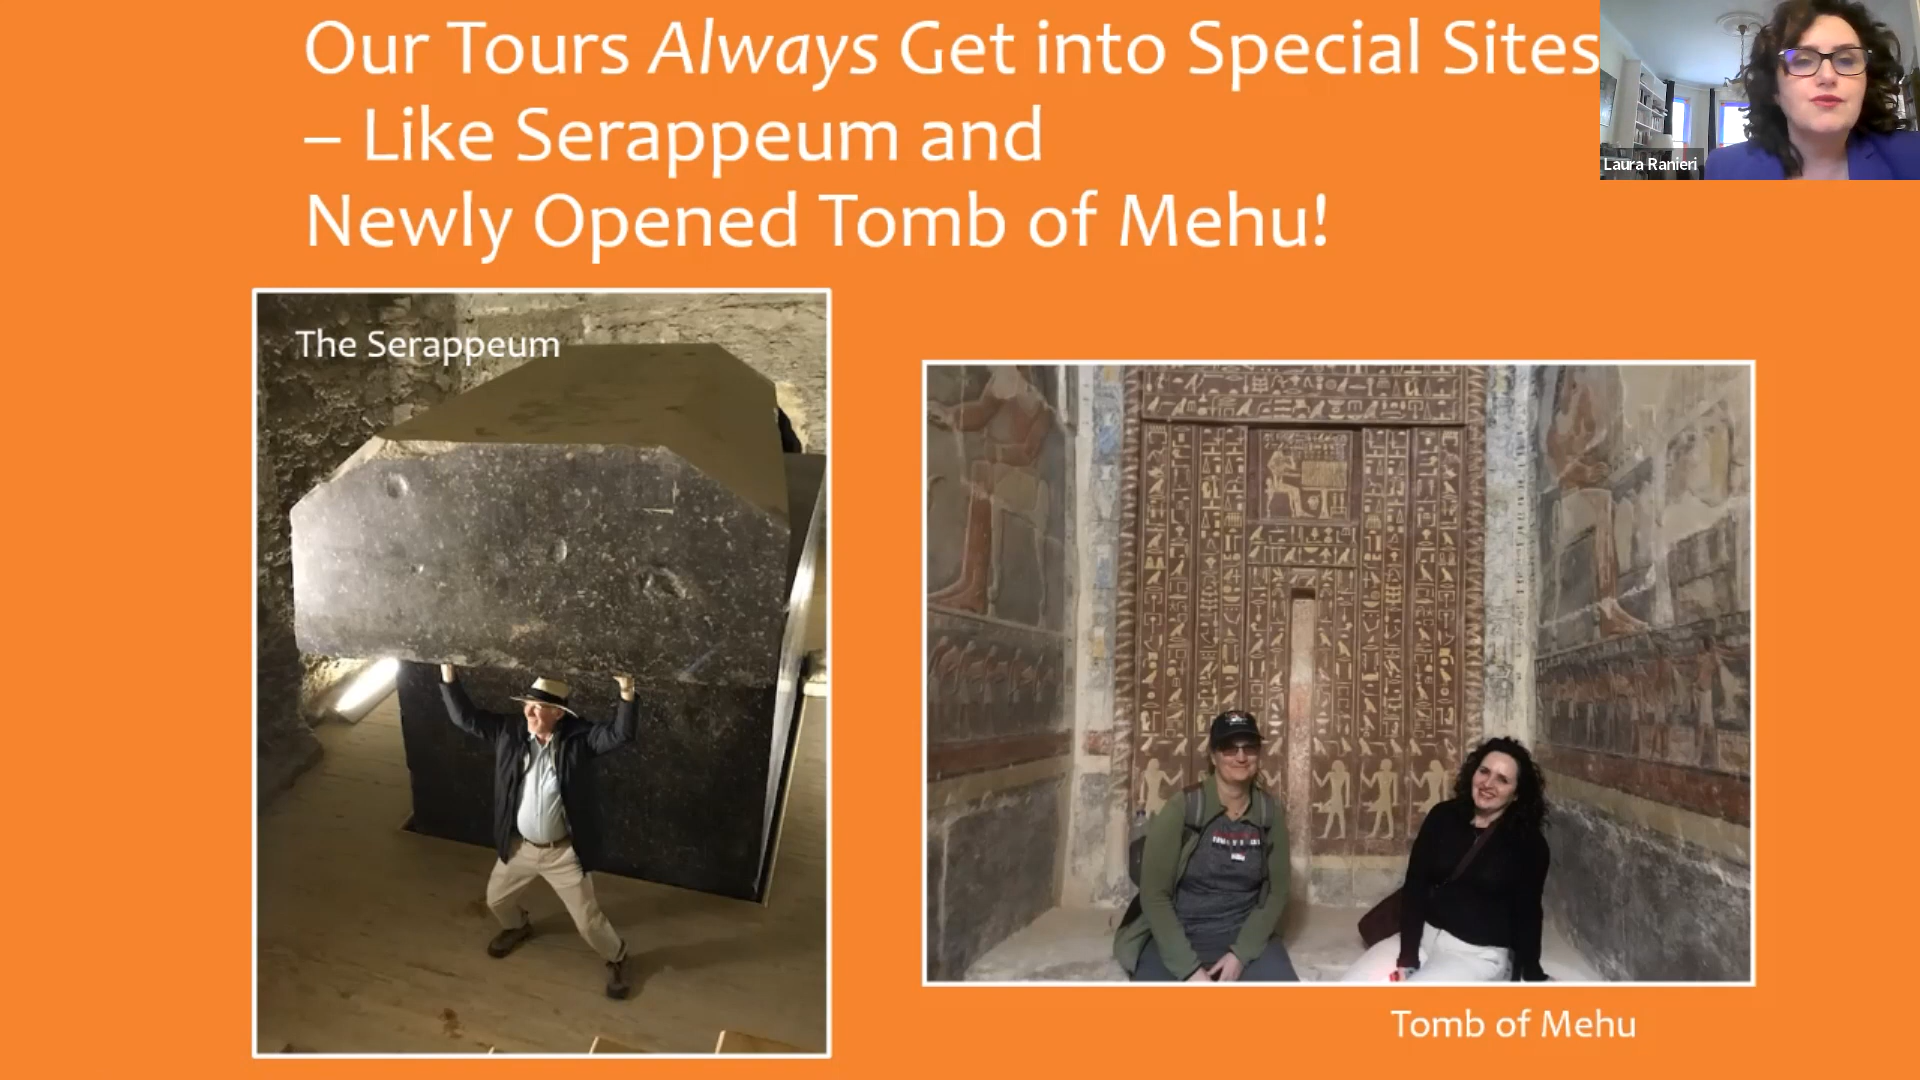 Our Tours Always Get into Special Sites
– Like Serappeum and
Newly Opened Tomb of Mehu!
Laura Ranieri
The Serappeum
Tomb of Mehu